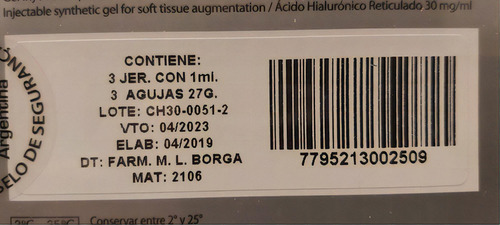 Injectable synthetic gel for soft tissue augmentation / Ácido Hialurónico Reticulado 30 mg/ml
Argentina
SELO DE SEGURANÇ
CONTIENE:
3 JER. CON 1ml.
3 AGUJAS 27G.
LOTE: CH30-0051-2
VTO: 04/2023
ELAB: 04/2019
DT: FARM. M. L. BORGA
MAT: 2106
7795213002509
Conservar entre 2° y 25°